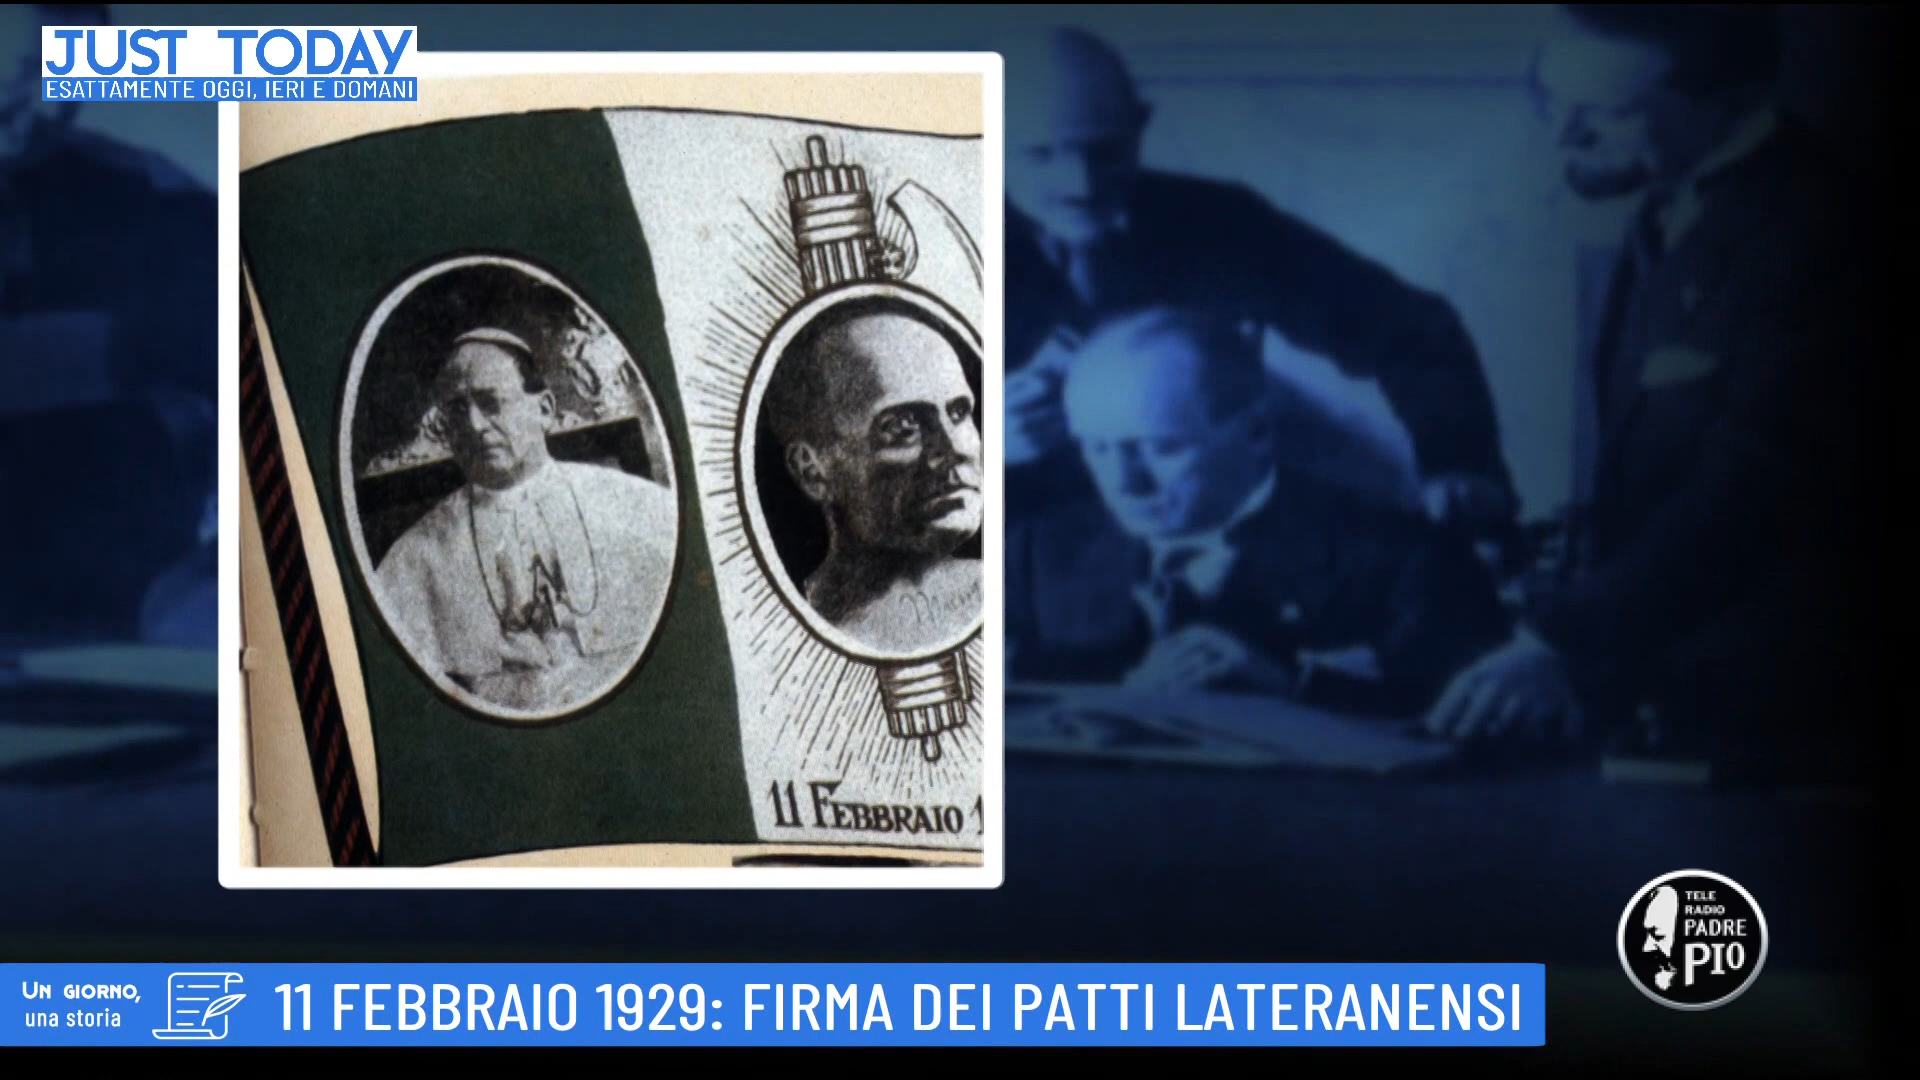 JUST TODAY
ESATTAMENTE OGGI, IERI E DOMANI
11 FEBBRAIO
TELE
RADIO
PADRE
PIO
UN GIORNO,
una storia
11 FEBBRAIO 1929: FIRMA DEI PATTI LATERANENSI